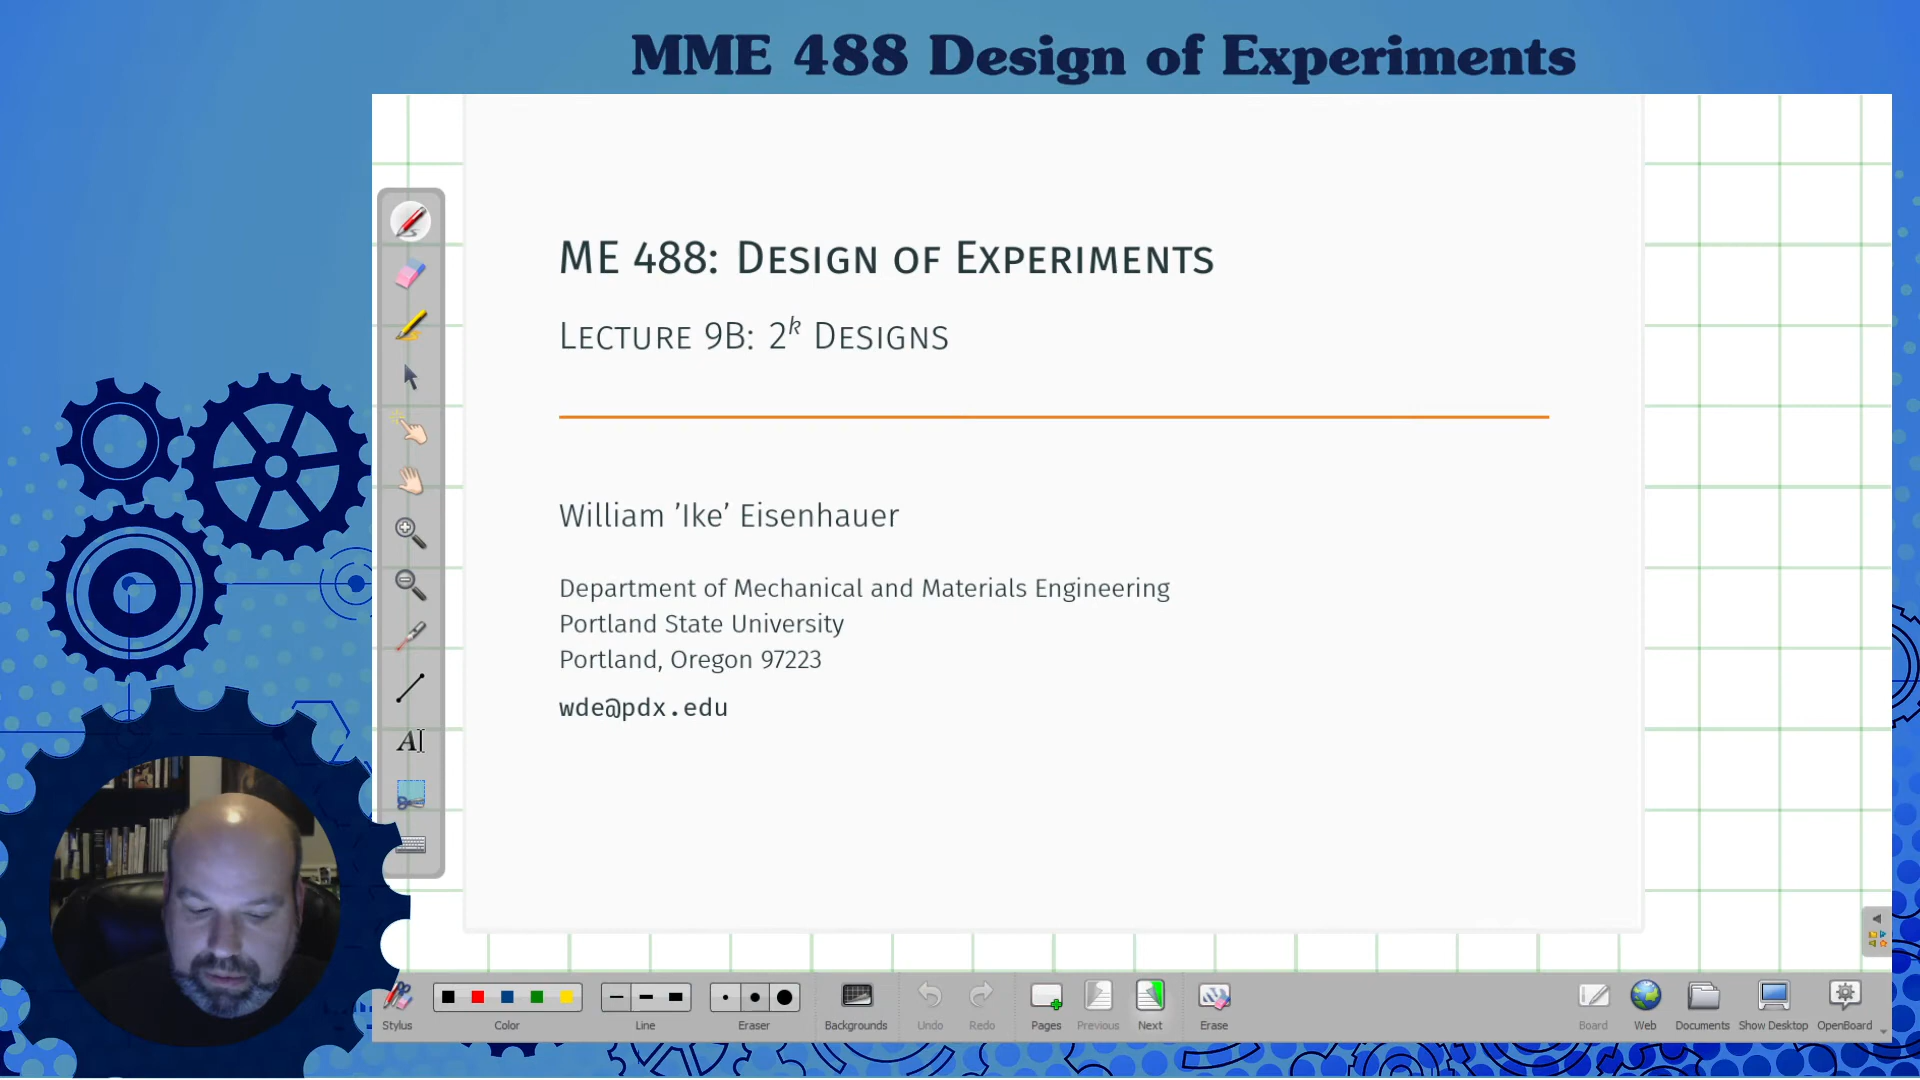 MME 488 Design of Experiments
ME 488: Design of Experiments
Lecture 9B: 2^k Designs
William 'Ike' Eisenhauer
Department of Mechanical and Materials Engineering
Portland State University
Portland, Oregon 97223
wde@pdx.edu
Stylus
Color
Line
Eraser
Backgrounds
Undo
Redo
Pages
Previous
Next
Erase
Board
Web
Documents
Show Desktop
OpenBoard